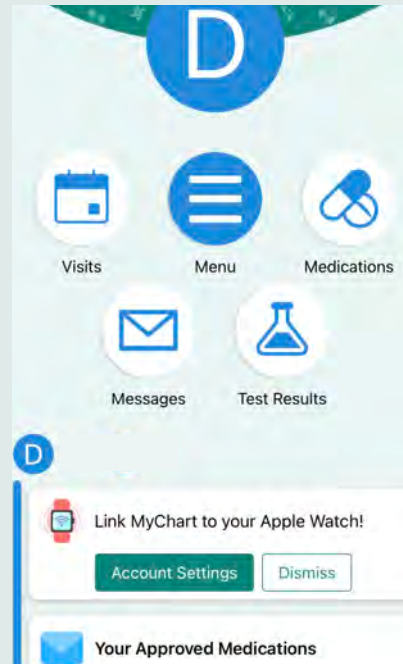 D
Visits
Menu
Medications
Messages
Test Results
D
Link MyChart to your Apple Watch!
Account Settings
Dismiss
Your Approved Medications